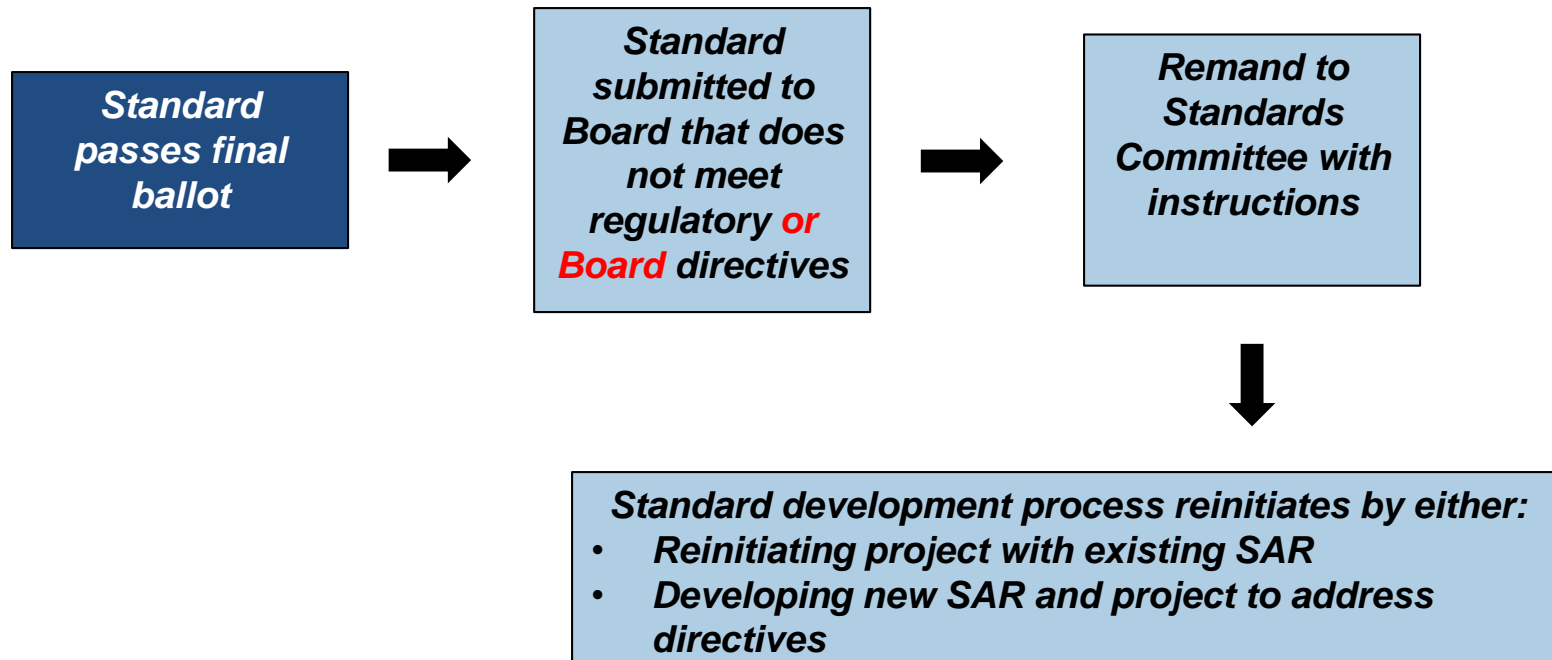 Standard
passes final
ballot
Standard
submitted to
Board that does
not meet
regulatory or
Board directives
Remand to
Standards
Committee with
instructions
Standard development process reinitiates by either:
• Reinitiating project with existing SAR
• Developing new SAR and project to address
directives